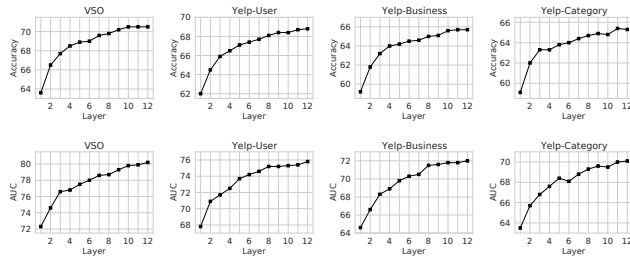 VSO
Yelp-User
Yelp-Business
Yelp-Category
Accuracy
70
68
66
64
2 4 6 8 10 12
Layer
Accuracy
70
68
66
64
62
2 4 6 8 10 12
Layer
Accuracy
66
64
62
60
2 4 6 8 10 12
Layer
Accuracy
66
64
62
60
2 4 6 8 10 12
Layer
VSO
Yelp-User
Yelp-Business
Yelp-Category
AUC
80
78
76
74
72
2 4 6 8 10 12
Layer
AUC
76
74
72
70
68
2 4 6 8 10 12
Layer
AUC
72
70
68
66
64
2 4 6 8 10 12
Layer
AUC
70
68
66
64
2 4 6 8 10 12
Layer